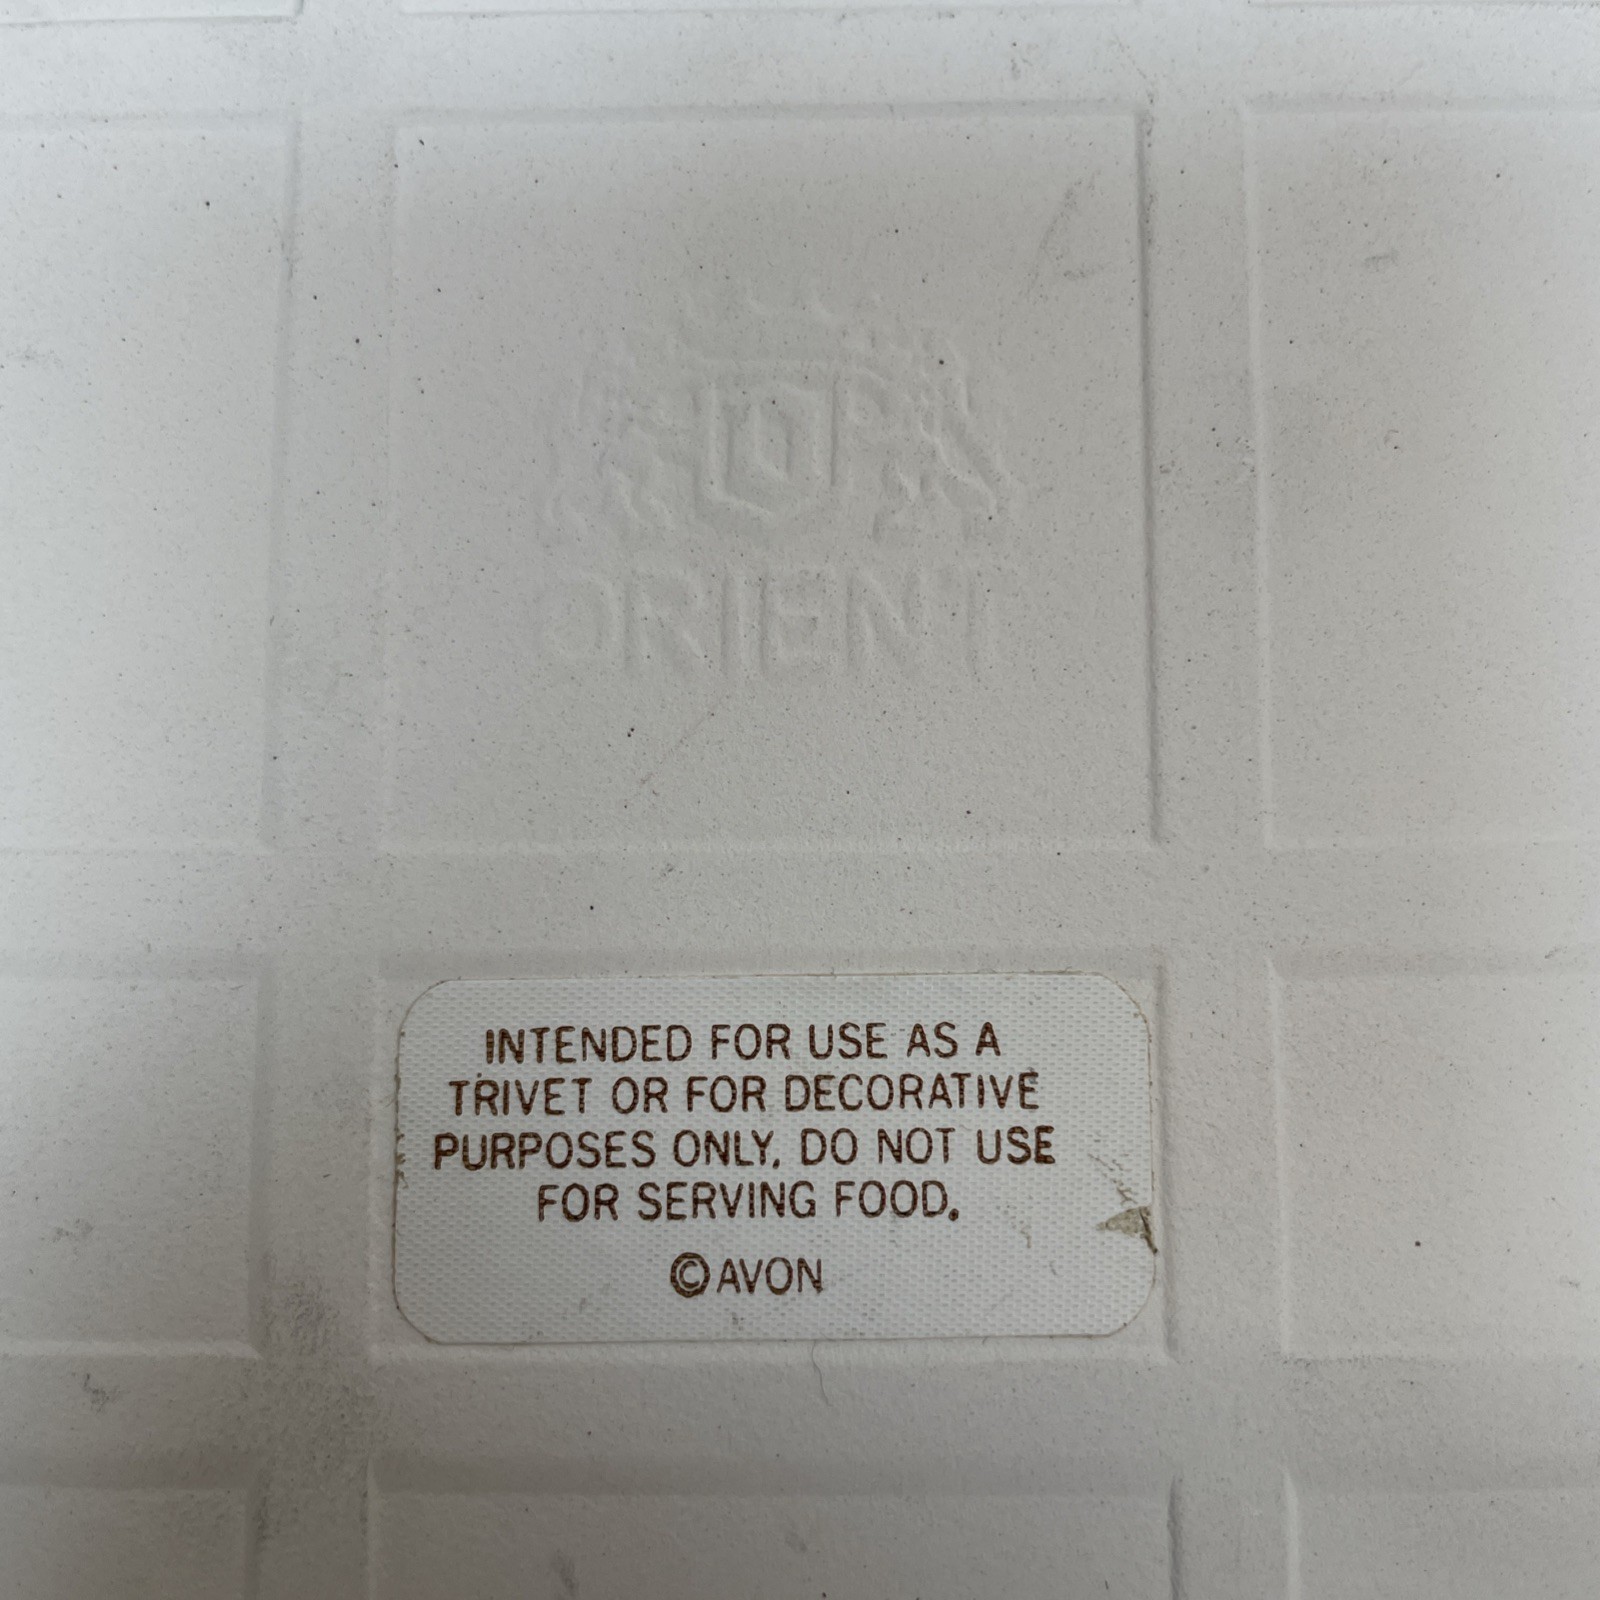 ORIENT
INTENDED FOR USE AS A
TRIVET OR FOR DECORATIVE
PURPOSES ONLY. DO NOT USE
FOR SERVING FOOD.
©AVON